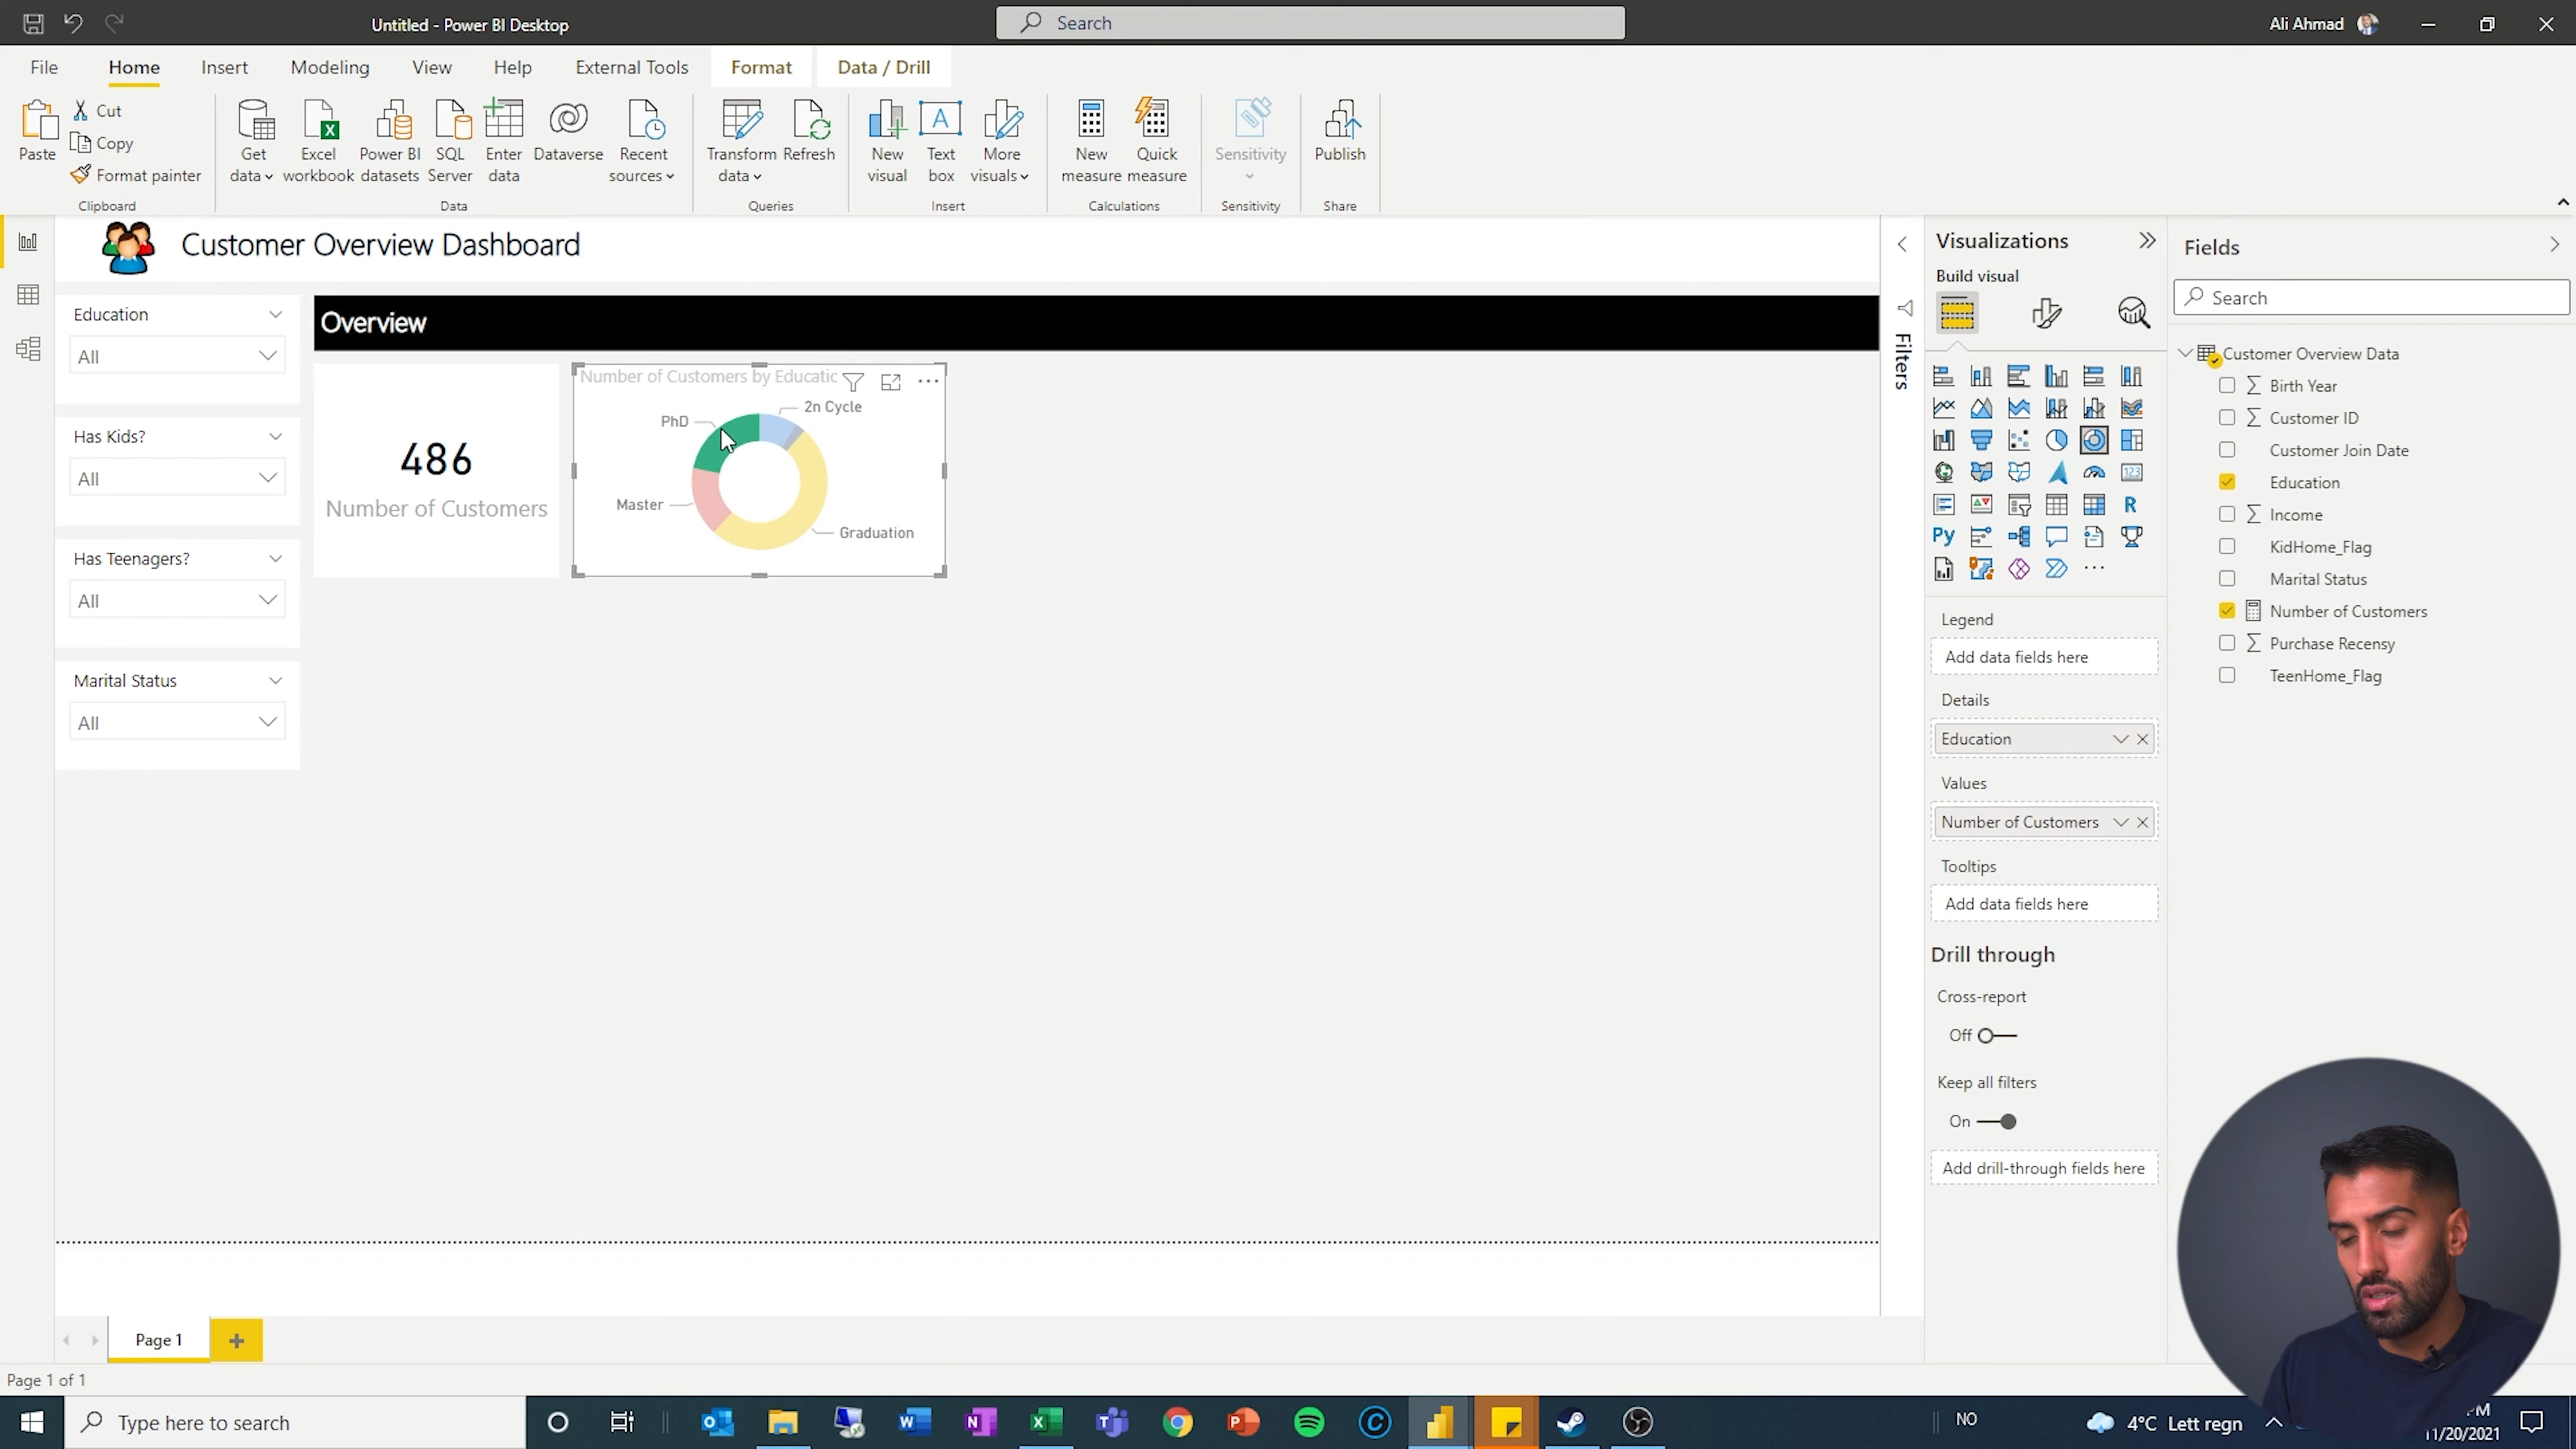 Untitled - Power BI Desktop
Search
Ali Ahmad
File
Home
Insert
Modeling
View
Help
External Tools
Format
Data / Drill
Paste
Cut
Copy
Format painter
Clipboard
Get data
Excel workbook
Power BI datasets
SQL Server
Enter data
Dataverse
Recent sources
Data
Transform data
Refresh
Queries
New visual
Text box
More visuals
Insert
New measure
Quick measure
Calculations
Sensitivity
Sensitivity
Publish
Share
Customer Overview Dashboard
Education
All
Has Kids?
All
Has Teenagers?
All
Marital Status
All
Overview
486
Number of Customers
Number of Customers by Educatic
PhD
2n Cycle
Master
Graduation
Filters
Visualizations
Build visual
R
Py
123
Legend
Add data fields here
Details
Education
Values
Number of Customers
Tooltips
Add data fields here
Drill through
Cross-report
Off
Keep all filters
On
Add drill-through fields here
Fields
Search
Customer Overview Data
Birth Year
Customer ID
Customer Join Date
Education
Income
KidHome_Flag
Marital Status
Number of Customers
Purchase Recensy
TeenHome_Flag
Page 1
Page 1 of 1
Type here to search
NO
4°C Lett regn
11/20/2021